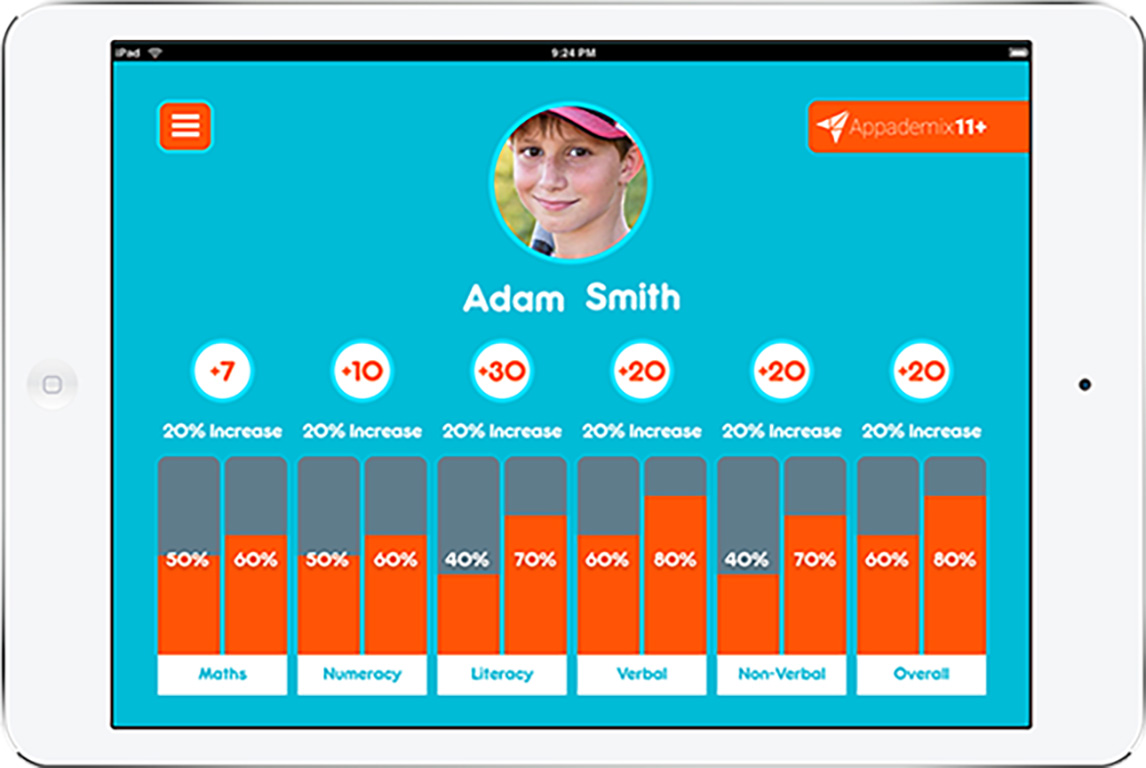 iPad 9:24 PM
Appademix11+
Adam Smith
+7 +10 +30 +20 +20 +20
20% Increase 20% Increase 20% Increase 20% Increase 20% Increase 20% Increase
50% 60% 50% 60% 40% 70% 60% 80% 40% 70% 60% 80%
Maths Numeracy Literacy Verbal Non-Verbal Overall